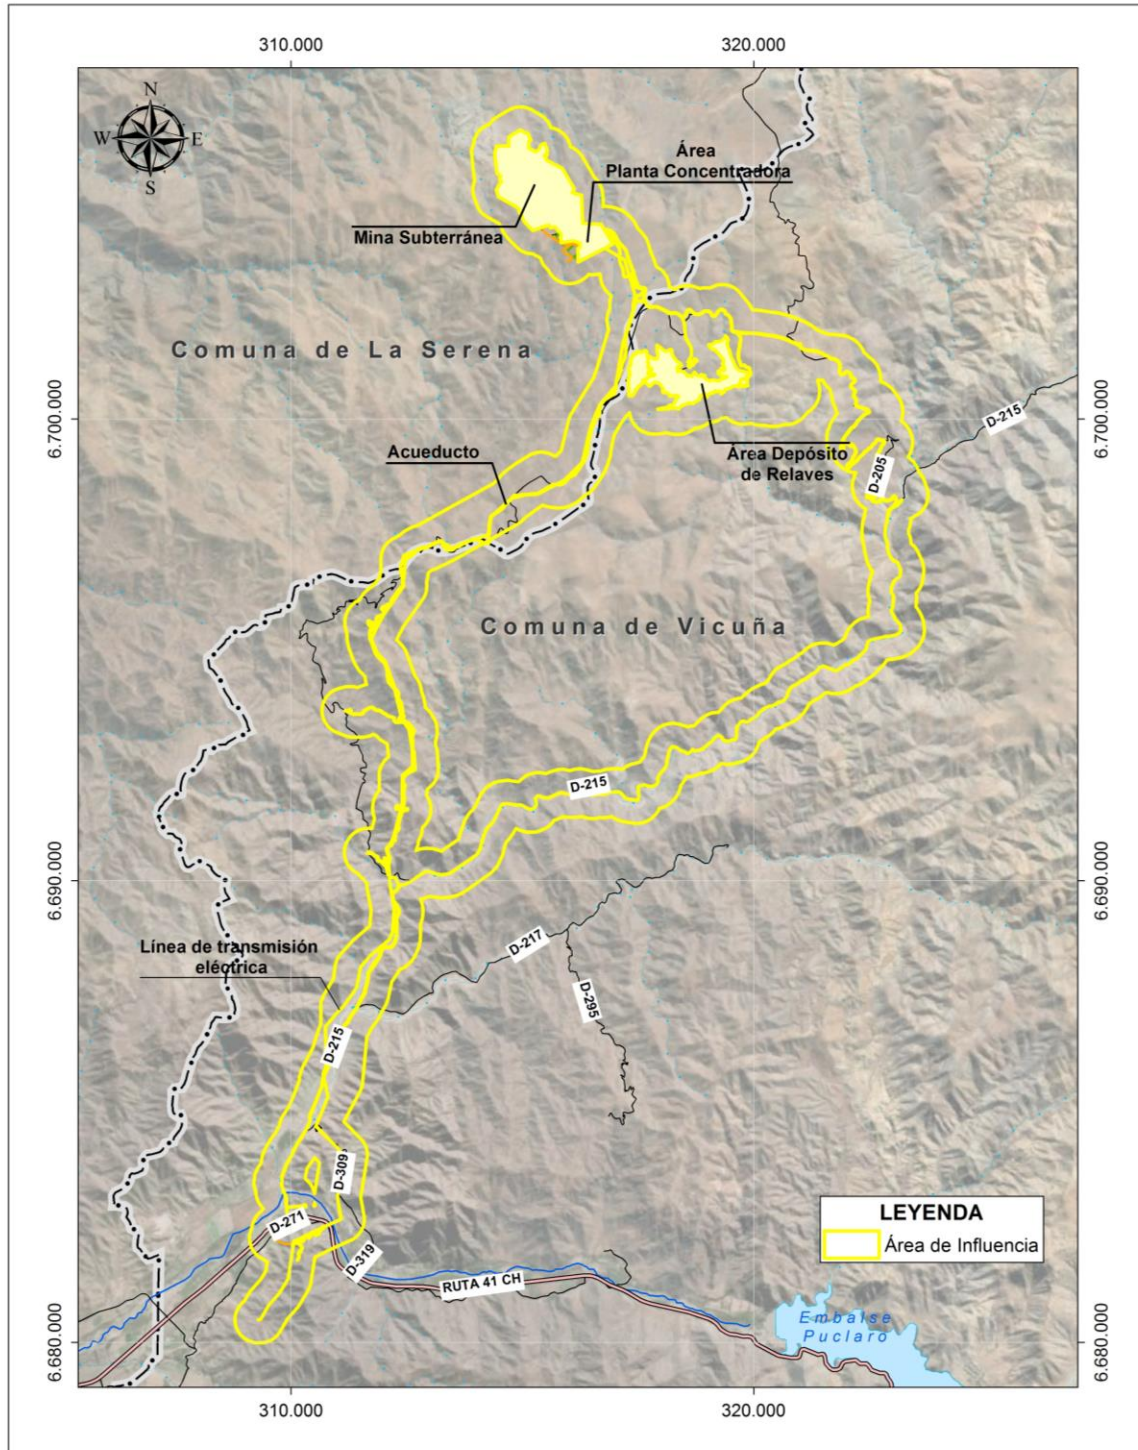 310.000
320.000
N
W
E
S
Área
Planta Concentradora
Mina Subterránea
Comuna de La Serena
6.700.000
6.700.000
D-215
Acueducto
Área Depósito
de Relaves
D-205
Comuna de Vicuña
D-215
6.690.000
6.690.000
Línea de transmisión
eléctrica
D-217
D-295
D-215
D-309
D-271
D-319
RUTA 41 CH
LEYENDA
Área de Influencia
Embalse
Puclaro
6.680.000
6.680.000
310.000
320.000